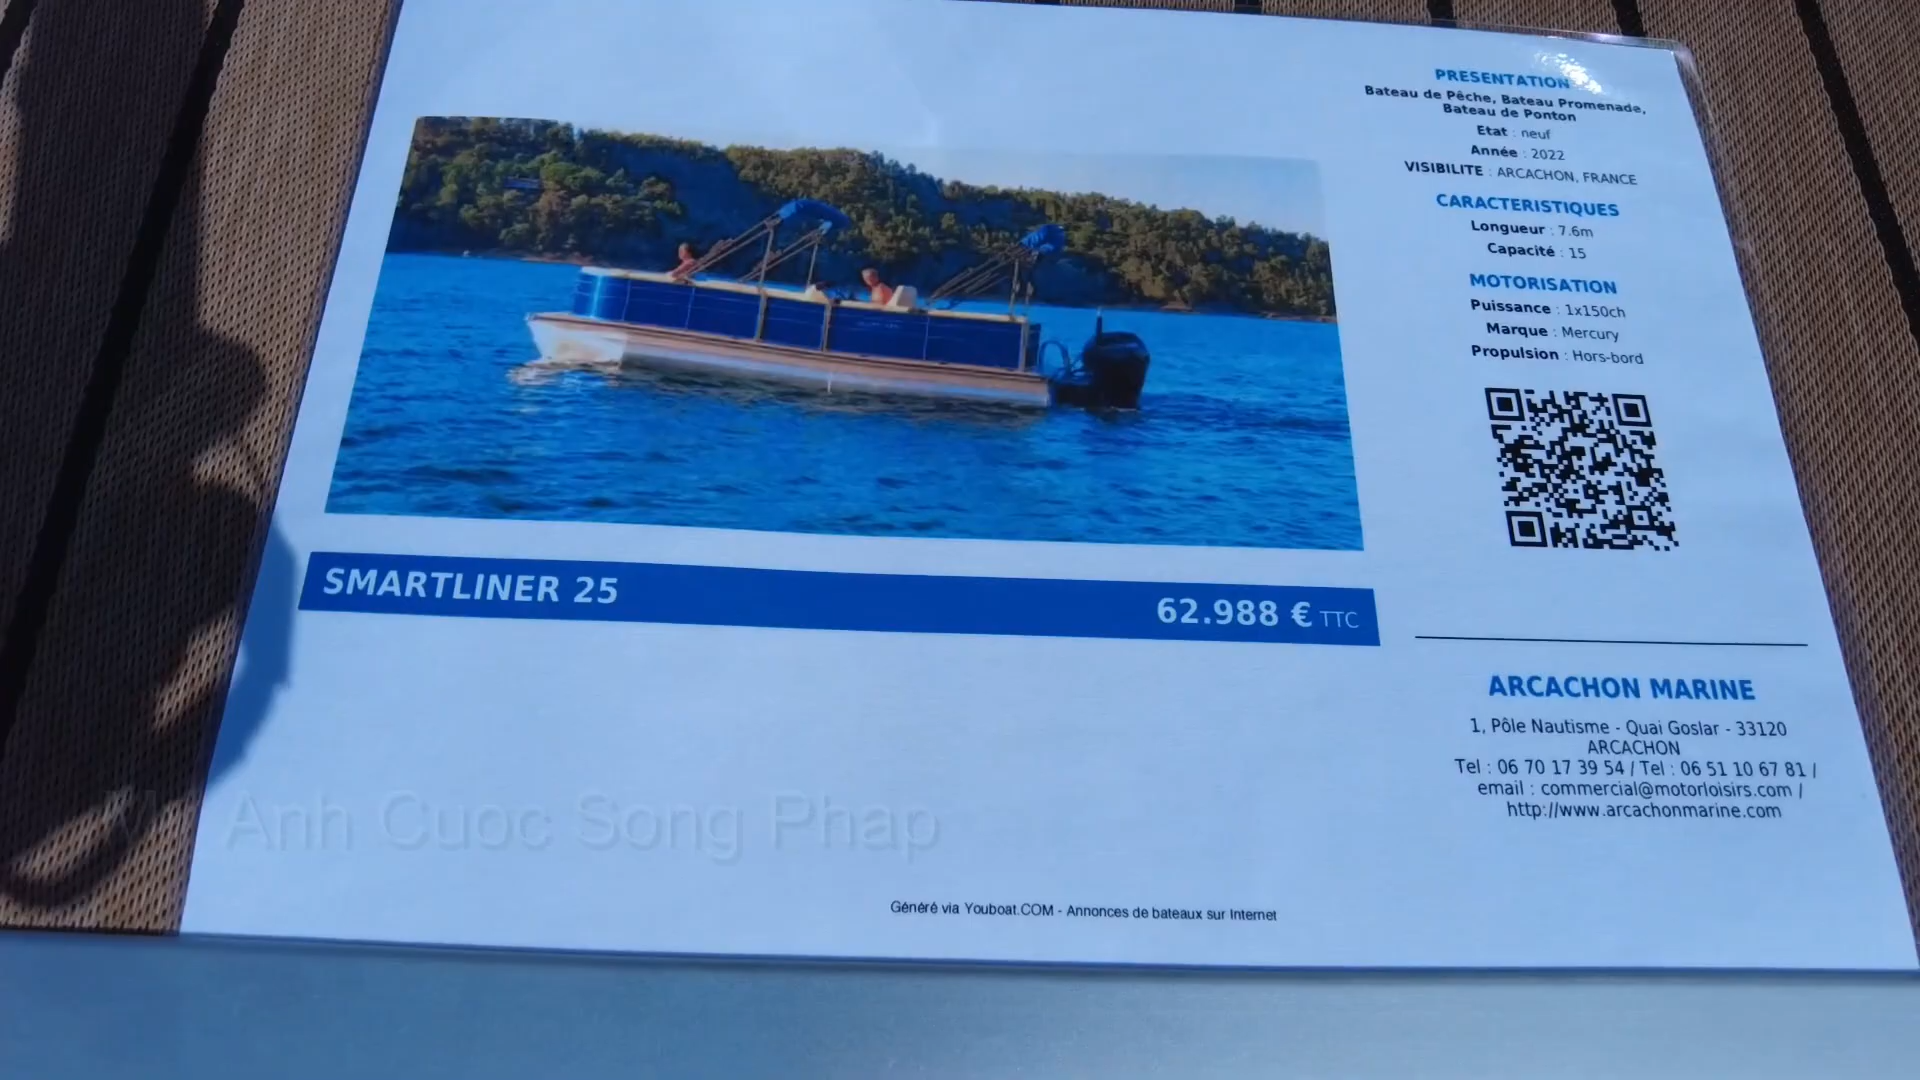 PRESENTATION
Bateau de Pêche, Bateau Promenade,
Bateau de Ponton
Etat : neuf
Année : 2022
VISIBILITE : ARCACHON, FRANCE
CARACTERISTIQUES
Longueur : 7.6m
Capacité : 15
MOTORISATION
Puissance : 1x150ch
Marque : Mercury
Propulsion : Hors-bord
SMARTLINER 25
62.988 € TTC
ARCACHON MARINE
1, Pôle Nautisme - Quai Goslar - 33120
ARCACHON
Tel : 06 70 17 39 54 / Tel : 06 51 10 67 81 /
email : commercial@motorloisirs.com /
http://www.arcachonmarine.com
Anh Cuoc Song Phap
Généré via Youboat.COM - Annonces de bateaux sur Internet